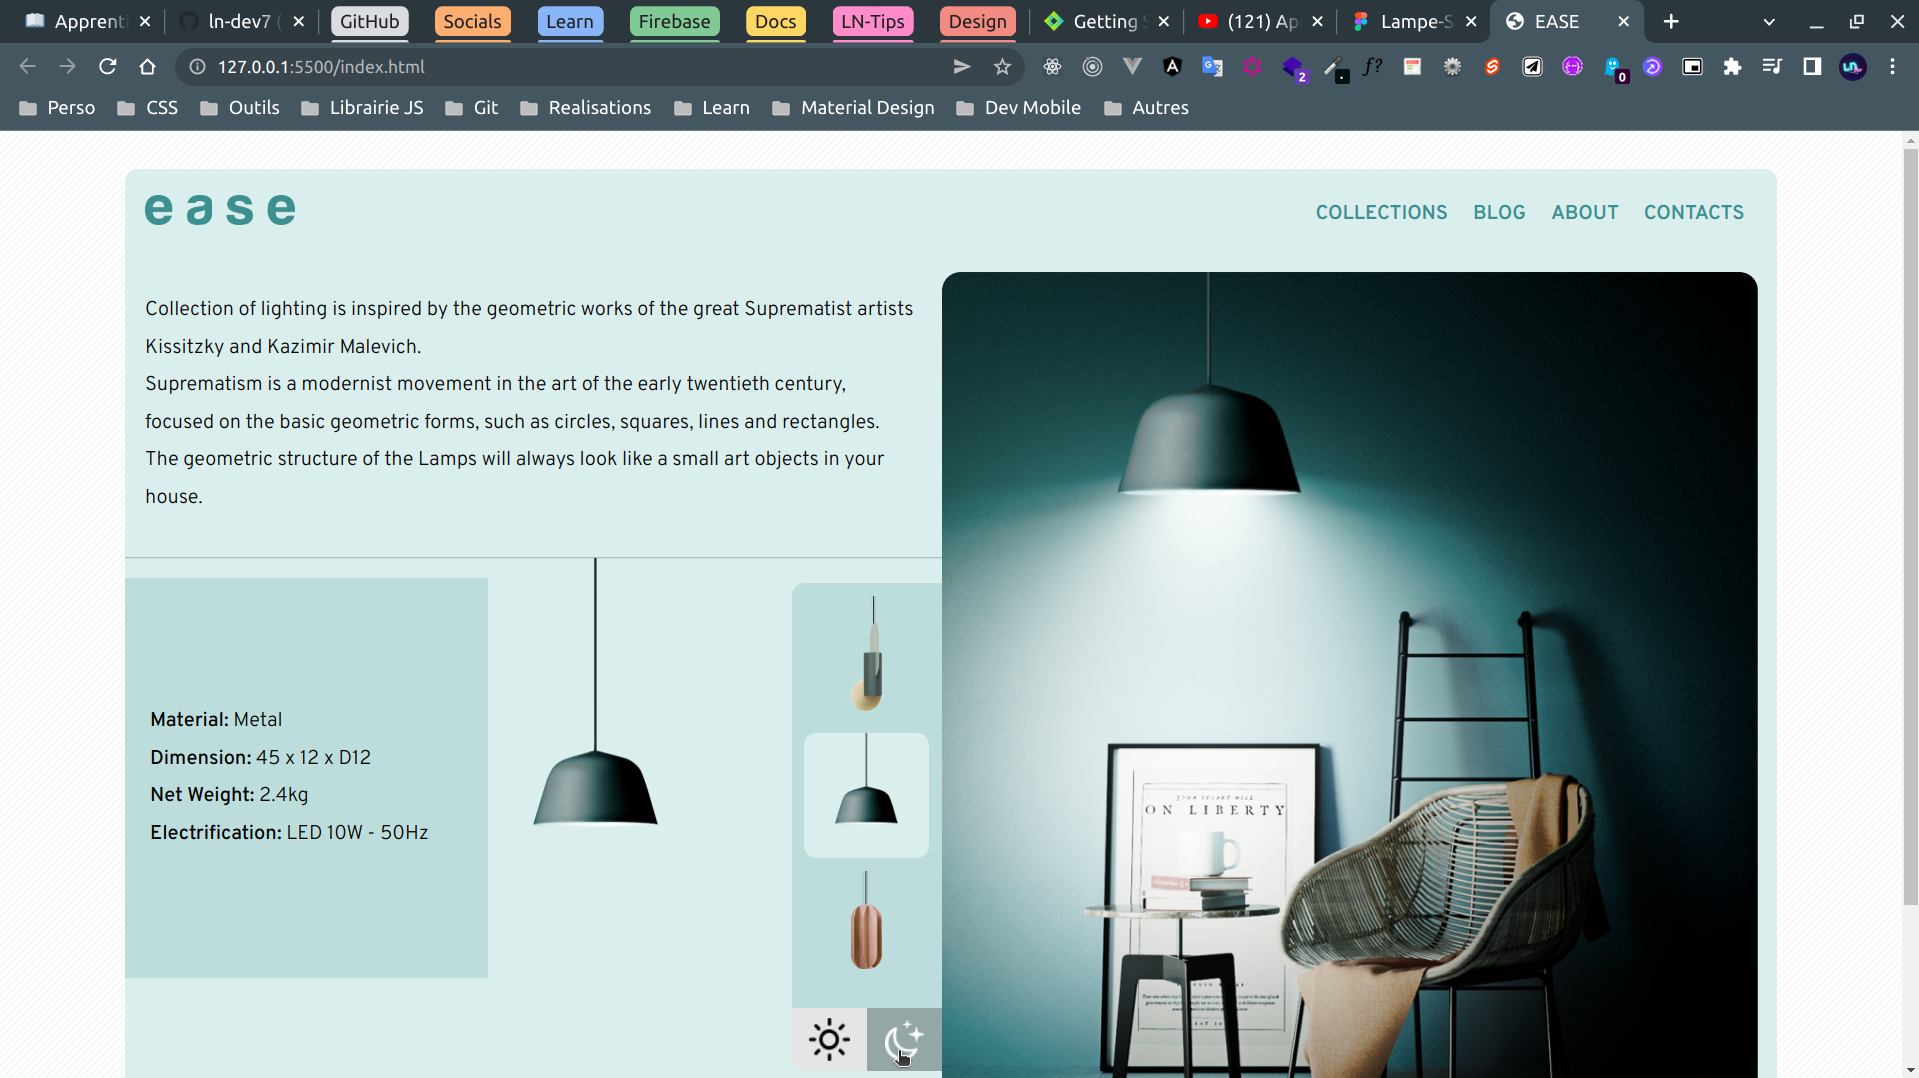 Apprenti
ln-dev7 (
GitHub
Socials
Learn
Firebase
Docs
LN-Tips
Design
Getting S
(121) Ap
Lampe-S
EASE
127.0.0.1:5500/index.html
f?
2
0
Perso
CSS
Outils
Librairie JS
Git
Realisations
Learn
Material Design
Dev Mobile
Autres
ease
COLLECTIONS
BLOG
ABOUT
CONTACTS
Collection of lighting is inspired by the geometric works of the great Suprematist artists
Kissitzky and Kazimir Malevich.
Suprematism is a modernist movement in the art of the early twentieth century,
focused on the basic geometric forms, such as circles, squares, lines and rectangles.
The geometric structure of the Lamps will always look like a small art objects in your
house.
Material: Metal
Dimension: 45 x 12 x D12
Net Weight: 2.4kg
Electrification: LED 10W - 50Hz
JOHN STUART MILL
ON LIBERTY